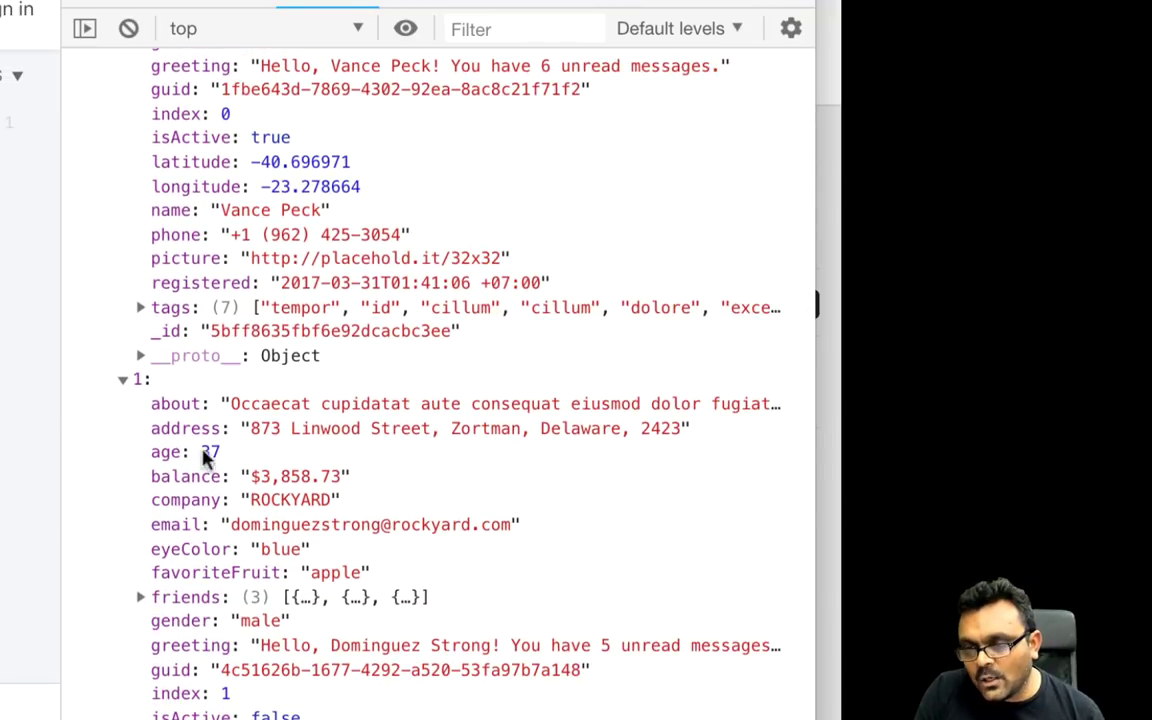 n in
top
Filter
Default levels
greeting: "Hello, Vance Peck! You have 6 unread messages."
guid: "1fbe643d-7869-4302-92ea-8ac8c21f71f2"
index: 0
isActive: true
latitude: -40.696971
longitude: -23.278664
name: "Vance Peck"
phone: "+1 (962) 425-3054"
picture: "http://placehold.it/32x32"
registered: "2017-03-31T01:41:06 +07:00"
tags: (7) ["tempor", "id", "cillum", "cillum", "dolore", "exce…
_id: "5bff8635fbf6e92dcacbc3ee"
__proto__: Object
1:
about: "Occaecat cupidatat aute consequat eiusmod dolor fugiat…
address: "873 Linwood Street, Zortman, Delaware, 2423"
age: 37
balance: "$3,858.73"
company: "ROCKYARD"
email: "dominguezstrong@rockyard.com"
eyeColor: "blue"
favoriteFruit: "apple"
friends: (3) [{…}, {…}, {…}]
gender: "male"
greeting: "Hello, Dominguez Strong! You have 5 unread messages…
guid: "4c51626b-1677-4292-a520-53fa97b7a148"
index: 1
isActive: false
s
1